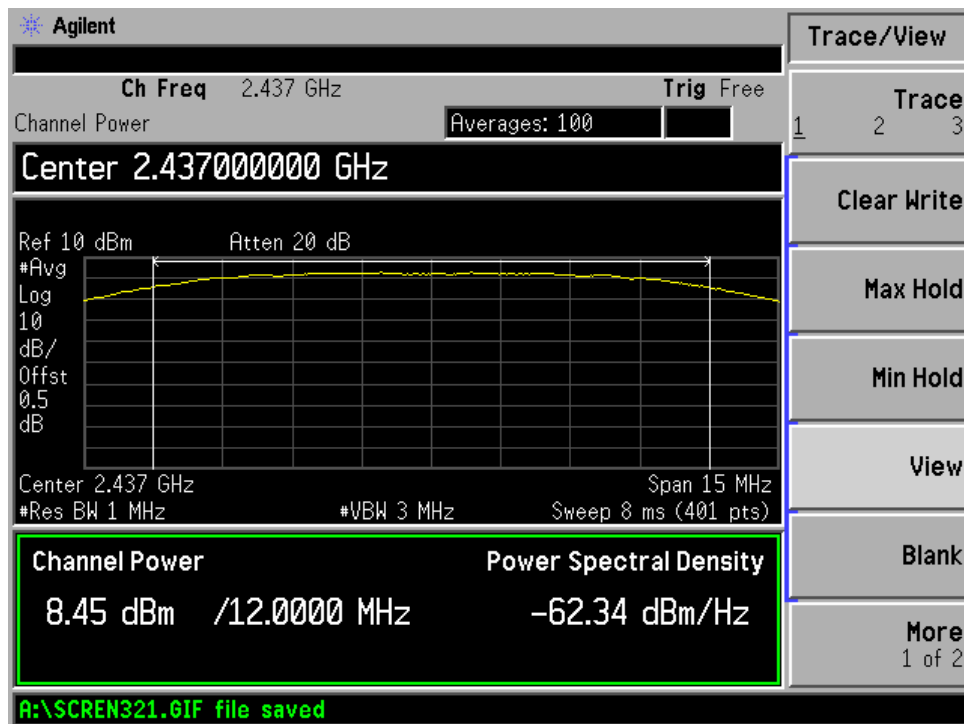 Agilent
Trace/View
Ch Freq 2.437 GHz Trig Free
Channel Power Averages: 100
Center 2.437000000 GHz
Ref 10 dBm Atten 20 dB
#Avg
Log
10
dB/
Offst
0.5
dB
Center 2.437 GHz Span 15 MHz
#Res BW 1 MHz #VBW 3 MHz Sweep 8 ms (401 pts)
Channel Power Power Spectral Density
8.45 dBm /12.0000 MHz -62.34 dBm/Hz
A:\SCREN321.GIF file saved
Trace
1 2 3
Clear Write
Max Hold
Min Hold
View
Blank
More
1 of 2